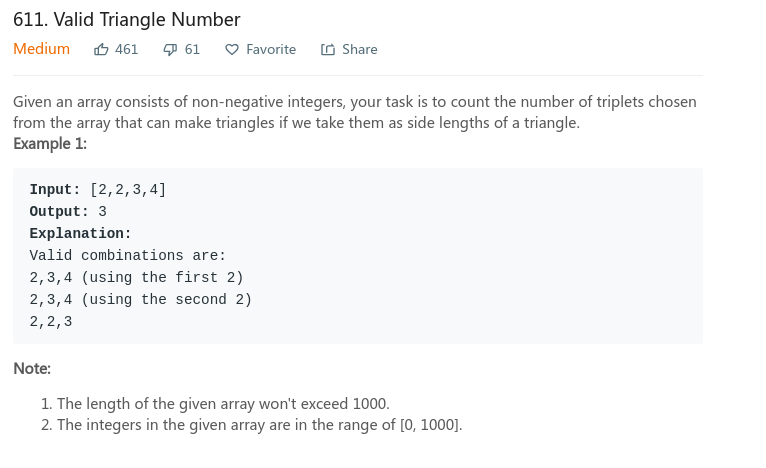 611. Valid Triangle Number
Medium 461 61 Favorite Share
Given an array consists of non-negative integers, your task is to count the number of triplets chosen
from the array that can make triangles if we take them as side lengths of a triangle.
Example 1:
Input: [2,2,3,4]
Output: 3
Explanation:
Valid combinations are:
2,3,4 (using the first 2)
2,3,4 (using the second 2)
2,2,3
Note:
1. The length of the given array won't exceed 1000.
2. The integers in the given array are in the range of [0, 1000].